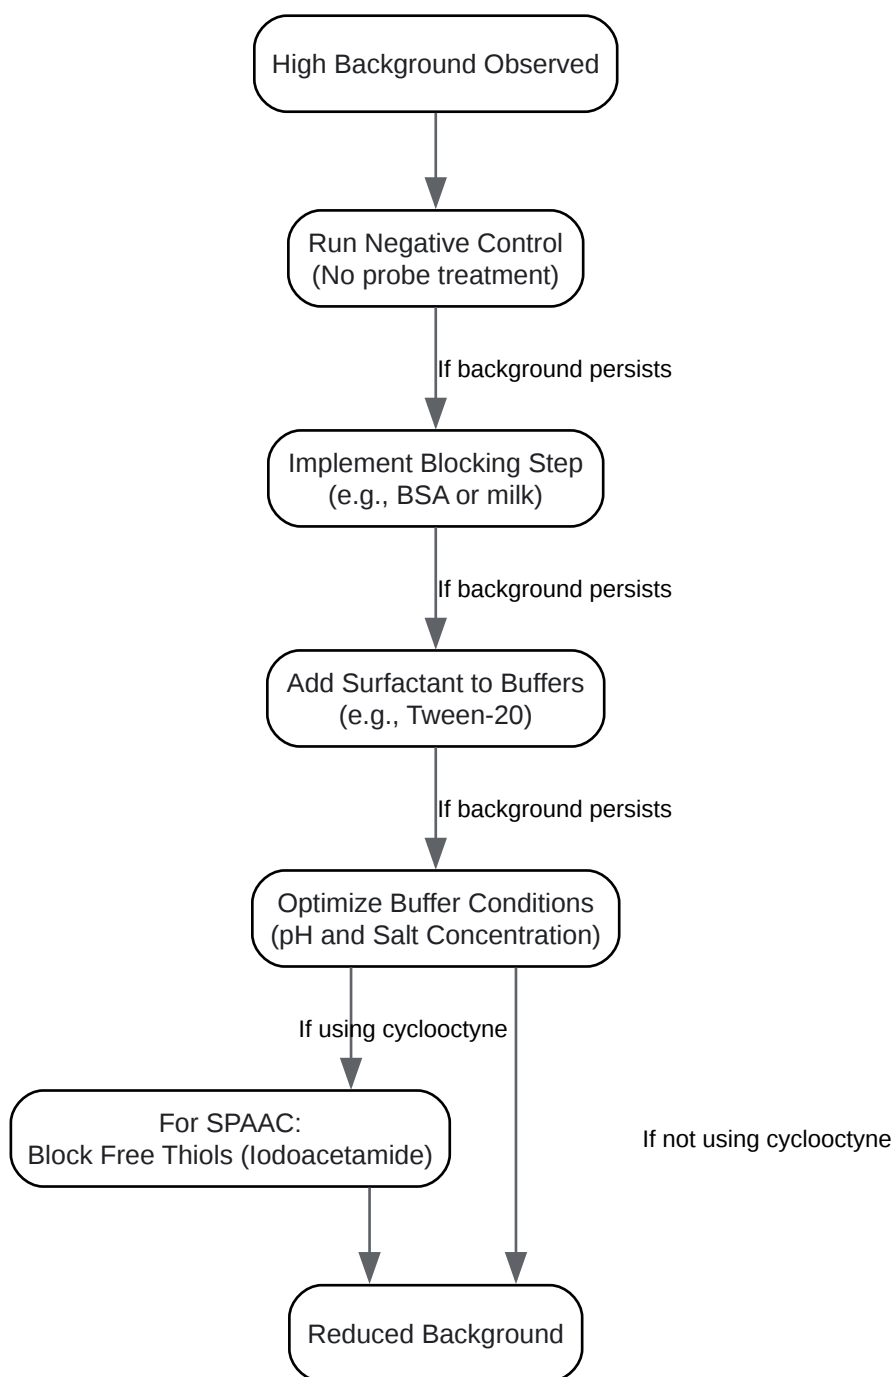 High Background Observed
Run Negative Control
(No probe treatment)
If background persists
Implement Blocking Step
(e.g., BSA or milk)
If background persists
Add Surfactant to Buffers
(e.g., Tween-20)
If background persists
Optimize Buffer Conditions
(pH and Salt Concentration)
If using cyclooctyne
For SPAAC:
Block Free Thiols (Iodoacetamide)
If not using cyclooctyne
Reduced Background